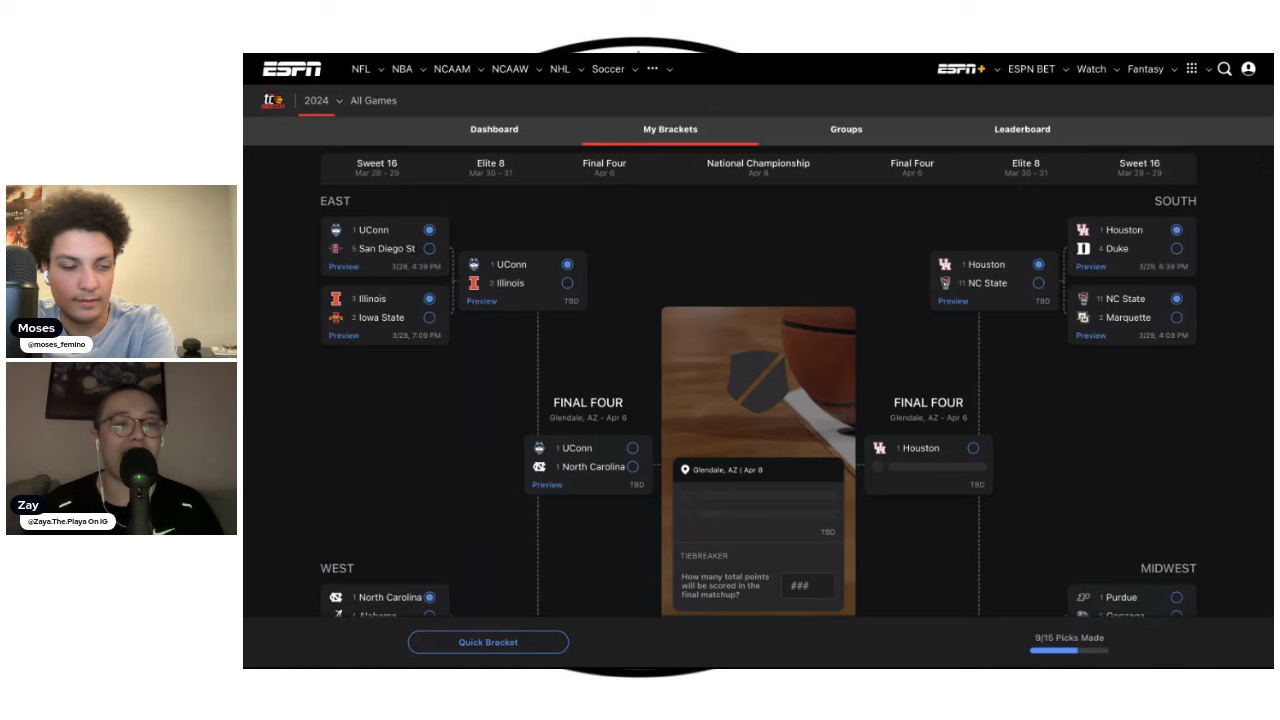 ESPN NFL NBA NCAAM NCAAW NHL Soccer ··· ESPN+ ESPN BET Watch Fantasy
tc 2024 All Games
Dashboard My Brackets Groups Leaderboard
Sweet 16 Elite 8 Final Four National Championship Final Four Elite 8 Sweet 16
Mar 28 - 29 Mar 30 - 31 Apr 6 Apr 8 Apr 6 Mar 30 - 31 Mar 28 - 29
EAST
1 UConn
5 San Diego St
Preview 3/28, 4:39 PM
3 Illinois
2 Iowa State
Preview 3/28, 7:09 PM
1 UConn
3 Illinois
Preview TBD
SOUTH
1 Houston
4 Duke
Preview 3/29, 6:39 PM
11 NC State
2 Marquette
Preview 3/29, 4:09 PM
1 Houston
11 NC State
Preview TBD
FINAL FOUR
Glendale, AZ - Apr 6
1 UConn
1 North Carolina
Preview TBD
Glendale, AZ | Apr 8
TBD
TIEBREAKER
How many total points
will be scored in the
final matchup?
###
FINAL FOUR
Glendale, AZ - Apr 6
1 Houston
TBD
WEST
1 North Carolina
4 Alabama
MIDWEST
1 Purdue
5 Gonzaga
Quick Bracket
9/15 Picks Made
Moses
@moses_femino
Zay
@Zaya.The.Playa On IG